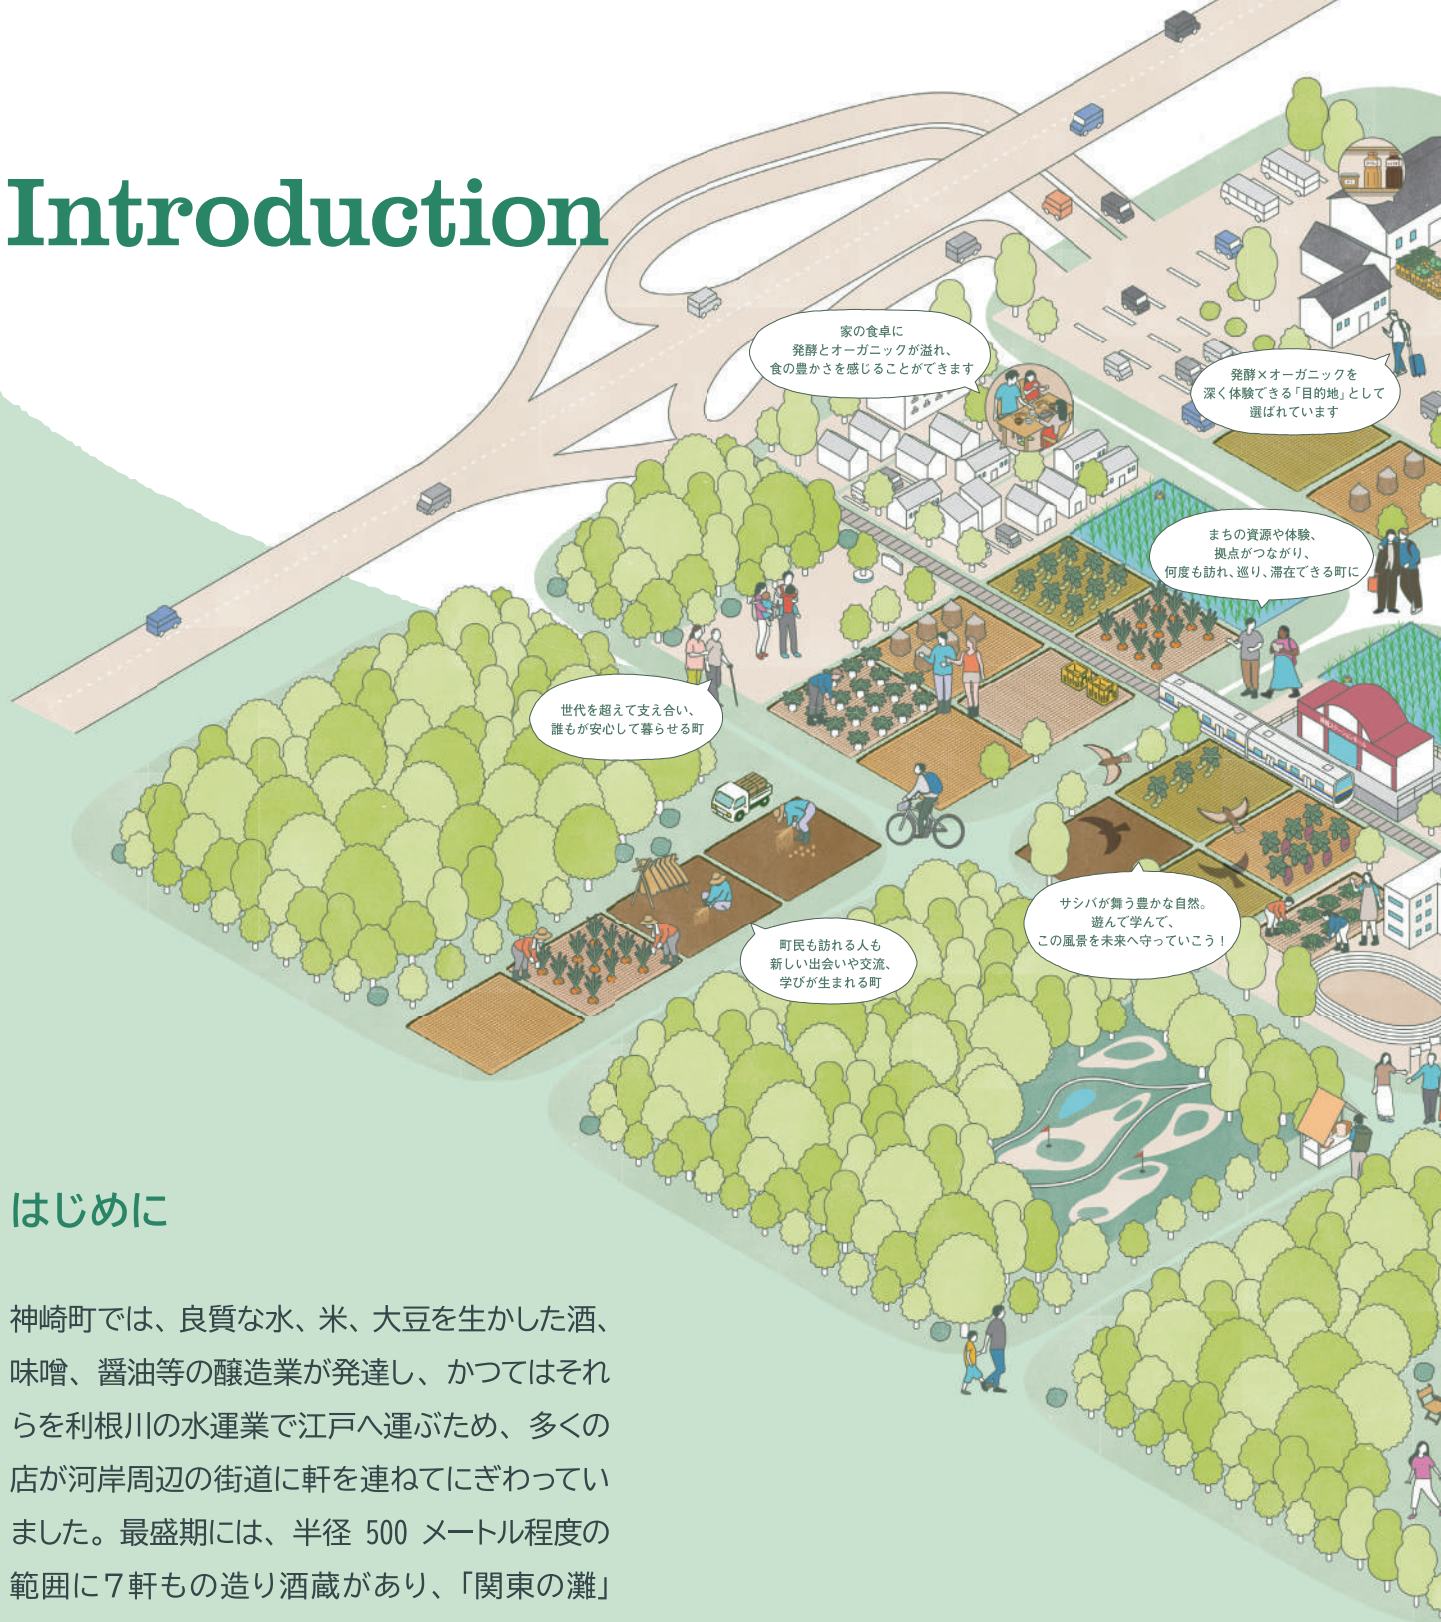 Introduction
家の食卓に
発酵とオーガニックが溢れ、
食の豊かさを感じることができます
発酵×オーガニックを
深く体験できる「目的地」として
選ばれています
まちの資源や体験、
拠点がつながり、
何度も訪れ、巡り、滞在できる町に
世代を超えて支え合い、
誰もが安心して暮らせる町
サシバが舞う豊かな自然。
遊んで学んで、
この風景を未来へ守っていこう！
町民も訪れる人も
新しい出会いや交流、
学びが生まれる町
はじめに
神崎町では、良質な水、米、大豆を生かした酒、
味噌、醤油等の醸造業が発達し、かつてはそれ
らを利根川の水運業で江戸へ運ぶため、多くの
店が河岸周辺の街道に軒を連ねてにぎわってい
ました。最盛期には、半径 500 メートル程度の
範囲に７軒もの造り酒蔵があり、「関東の灘」